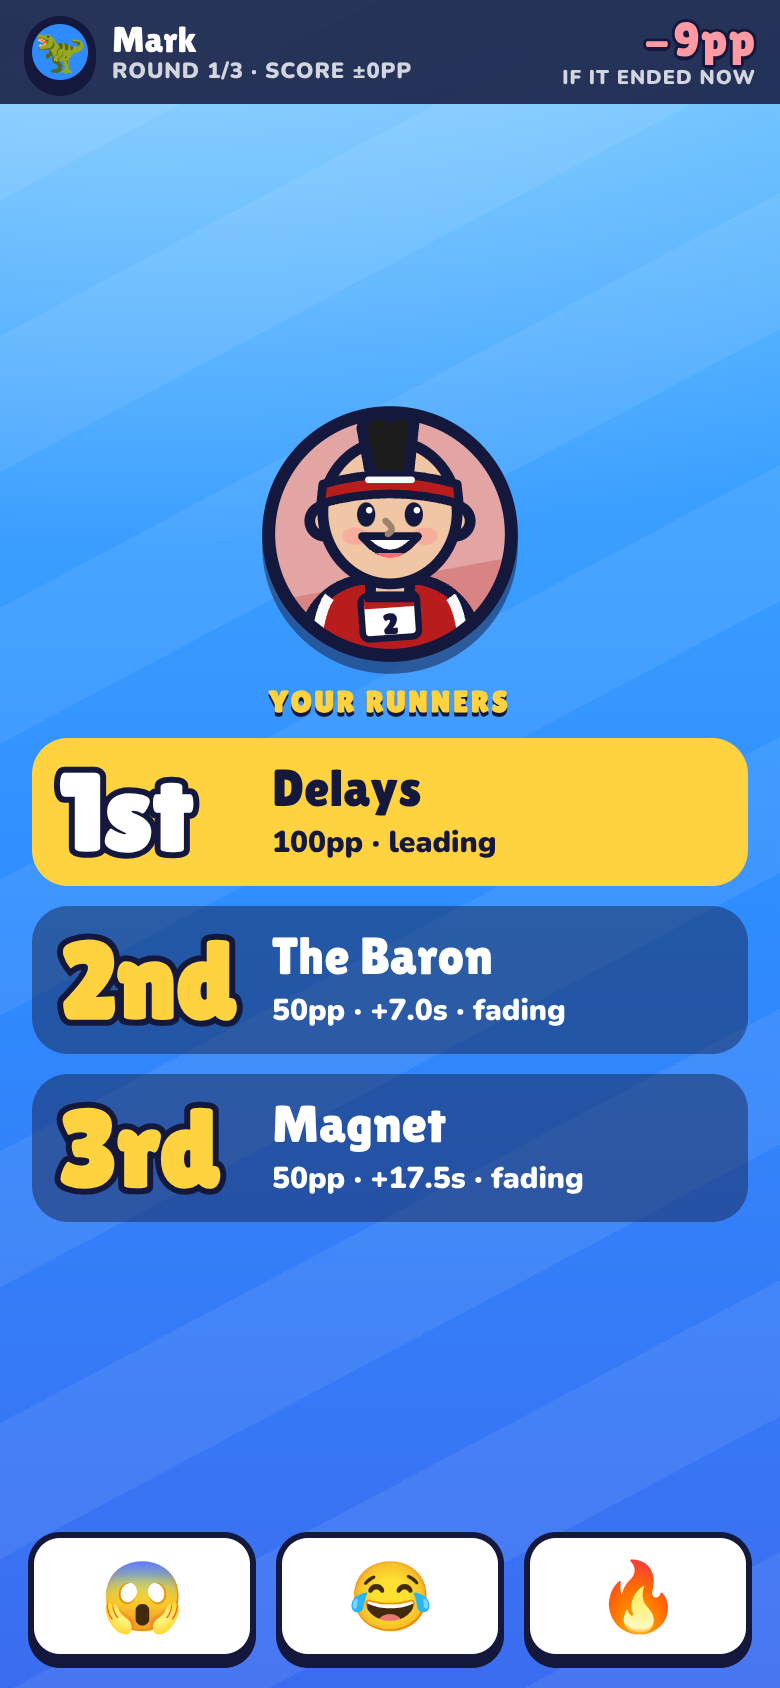 Mark
ROUND 1/3 · SCORE ±0PP
−9pp
IF IT ENDED NOW
2
YOUR RUNNERS
1st
Delays
100pp · leading
2nd
The Baron
50pp · +7.0s · fading
3rd
Magnet
50pp · +17.5s · fading